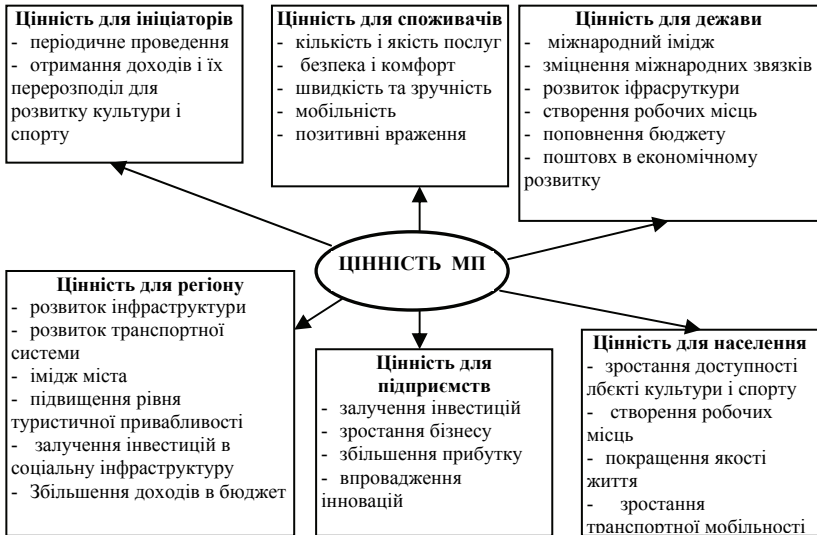 Цінність для ініціаторів
- періодичне проведення
- отримання доходів і їх
перерозподіл для
розвитку культури і
спорту
Цінність для споживачів
- кількість і якість послуг
- безпека і комфорт
- швидкість та зручність
- мобільність
- позитивні враження
Цінність для дежави
- міжнародний імідж
- зміцнення міжнародних звязків
- розвиток іфрасруткури
- створення робочих місць
- поповнення бюджету
- поштовх в економічному
розвитку
ЦІННІСТЬ МП
Цінність для регіону
- розвиток інфраструктури
- розвиток транспортної
системи
- імідж міста
- підвищення рівня
туристичної привабливості
- залучення інвестицій в
соціальну інфраструктуру
- Збільшення доходів в бюджет
Цінність для
підприємств
- залучення інвестицій
- зростання бізнесу
- збільшення прибутку
- впровадження
інновацій
Цінність для населення
- зростання доступності
лбєкті культури і спорту
- створення робочих
місць
- покращення якості
життя
- зростання
транспортної мобільності